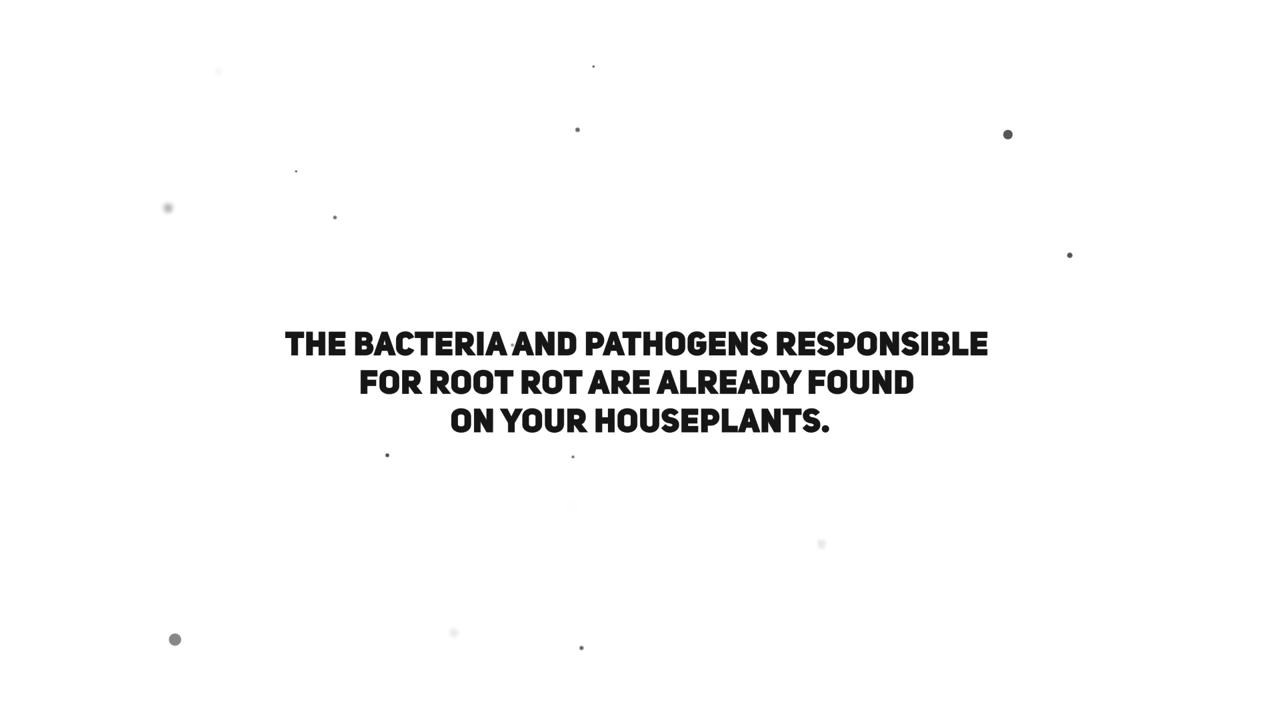 THE BACTERIA AND PATHOGENS RESPONSIBLE
FOR ROOT ROT ARE ALREADY FOUND
ON YOUR HOUSEPLANTS.